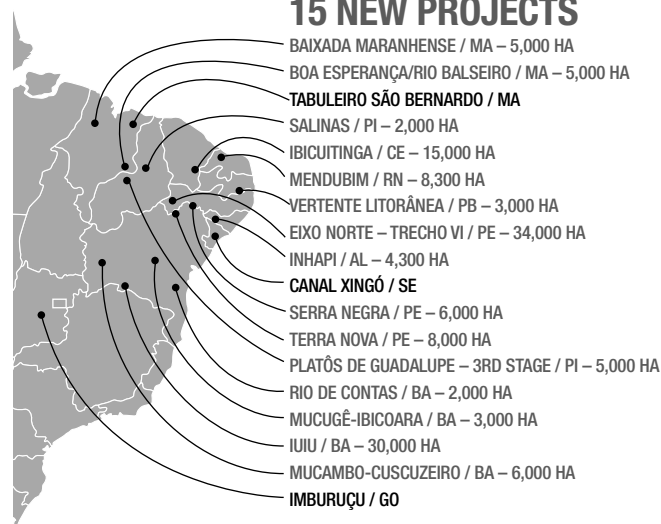 15 NEW PROJECTS
BAIXADA MARANHENSE / MA – 5,000 HA
BOA ESPERANÇA/RIO BALSEIRO / MA – 5,000 HA
TABULEIRO SÃO BERNARDO / MA
SALINAS / PI – 2,000 HA
IBICUITINGA / CE – 15,000 HA
MENDUBIM / RN – 8,300 HA
VERTENTE LITORÂNEA / PB – 3,000 HA
EIXO NORTE – TRECHO VI / PE – 34,000 HA
INHAPI / AL – 4,300 HA
CANAL XINGÓ / SE
SERRA NEGRA / PE – 6,000 HA
TERRA NOVA / PE – 8,000 HA
PLATÔS DE GUADALUPE – 3RD STAGE / PI – 5,000 HA
RIO DE CONTAS / BA – 2,000 HA
MUCUGÊ-IBICOARA / BA – 3,000 HA
IUIU / BA – 30,000 HA
MUCAMBO-CUSCUZEIRO / BA – 6,000 HA
IMBURUÇU / GO